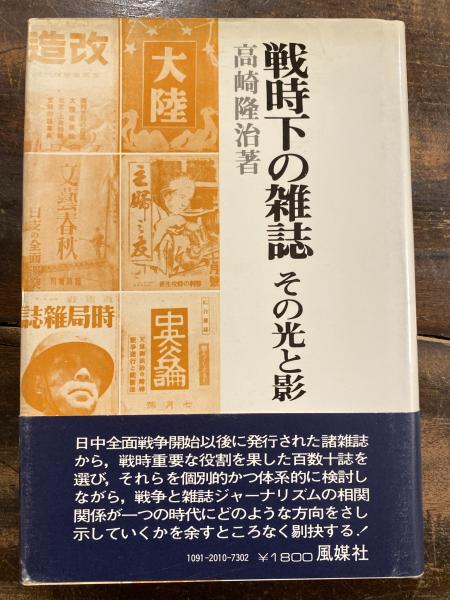 戦時下の雑誌 その光と影
高崎隆治著
造改
大陸
文藝春秋
主婦之友
時局雜誌
中央公論
七月號
日中全面戦争開始以後に発行された諸雑誌
から，戦時重要な役割を果した百数十誌を
選び，それらを個別的かつ体系的に検討し
ながら，戦争と雑誌ジャーナリズムの相関
関係が一つの時代にどのような方向をさし
示していくかを余すところなく剔抉する！
1091-2010-7302 ￥1800 風媒社